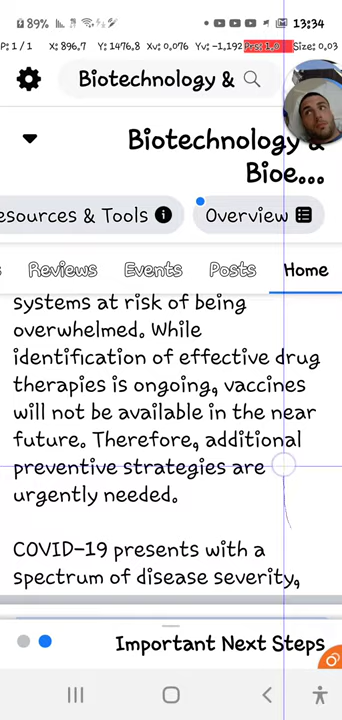 89% 13:34
P: 1 / 1 X: 896,7 Y: 1476,8 Xv: 0,076 Yv: -1,192 Prs: 1,0 Size: 0,03
Biotechnology &
Biotechnology &
Bioe...
esources & Tools
Overview
s Reviews Events Posts Home
systems at risk of being
overwhelmed. While
identification of effective drug
therapies is ongoing, vaccines
will not be available in the near
future. Therefore, additional
preventive strategies are
urgently needed.
COVID-19 presents with a
spectrum of disease severity,
Important Next Steps